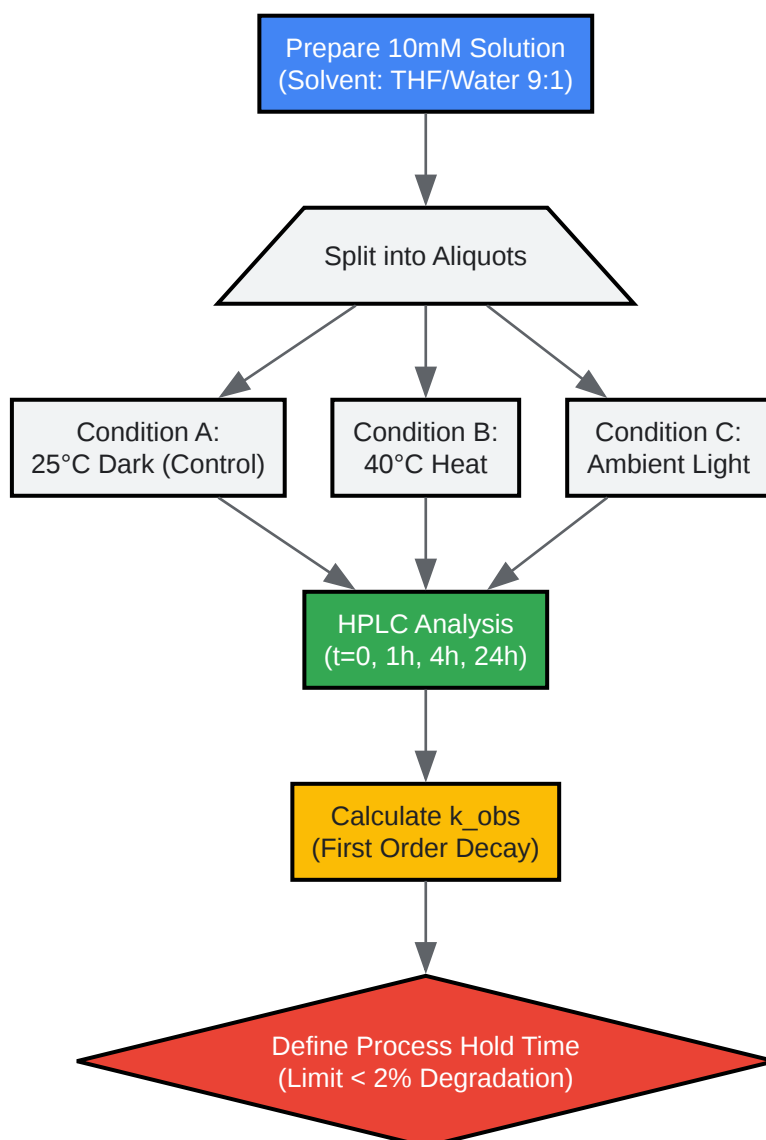 Prepare 10mM Solution
(Solvent: THF/Water 9:1)
Split into Aliquots
Condition A:
25°C Dark (Control)
Condition B:
40°C Heat
Condition C:
Ambient Light
HPLC Analysis
(t=0, 1h, 4h, 24h)
Calculate k_obs
(First Order Decay)
Define Process Hold Time
(Limit < 2% Degradation)